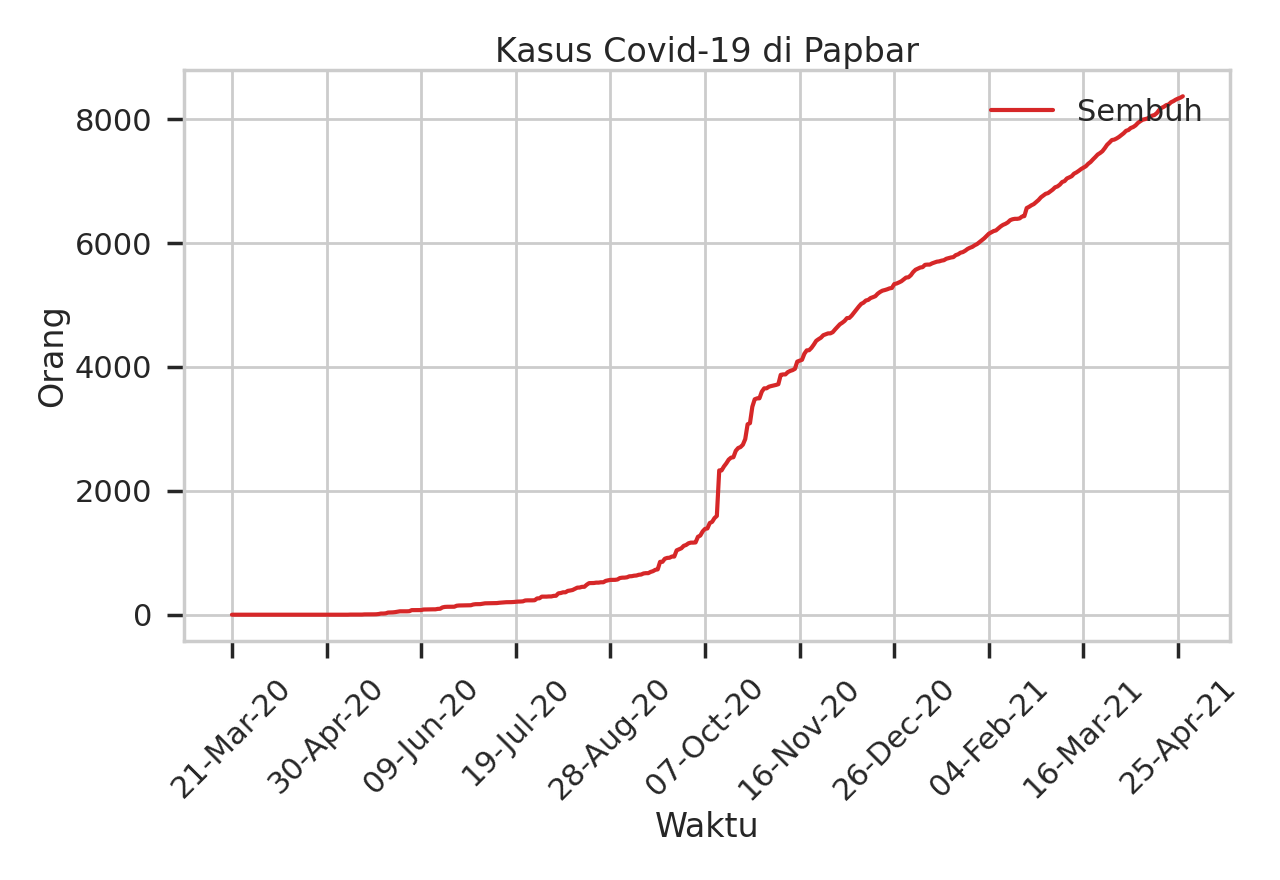 Kasus Covid-19 di Papbar
Sembuh
8000
6000
4000
2000
0
Orang
21-Mar-20
30-Apr-20
09-Jun-20
19-Jul-20
28-Aug-20
07-Oct-20
16-Nov-20
26-Dec-20
04-Feb-21
16-Mar-21
25-Apr-21
Waktu